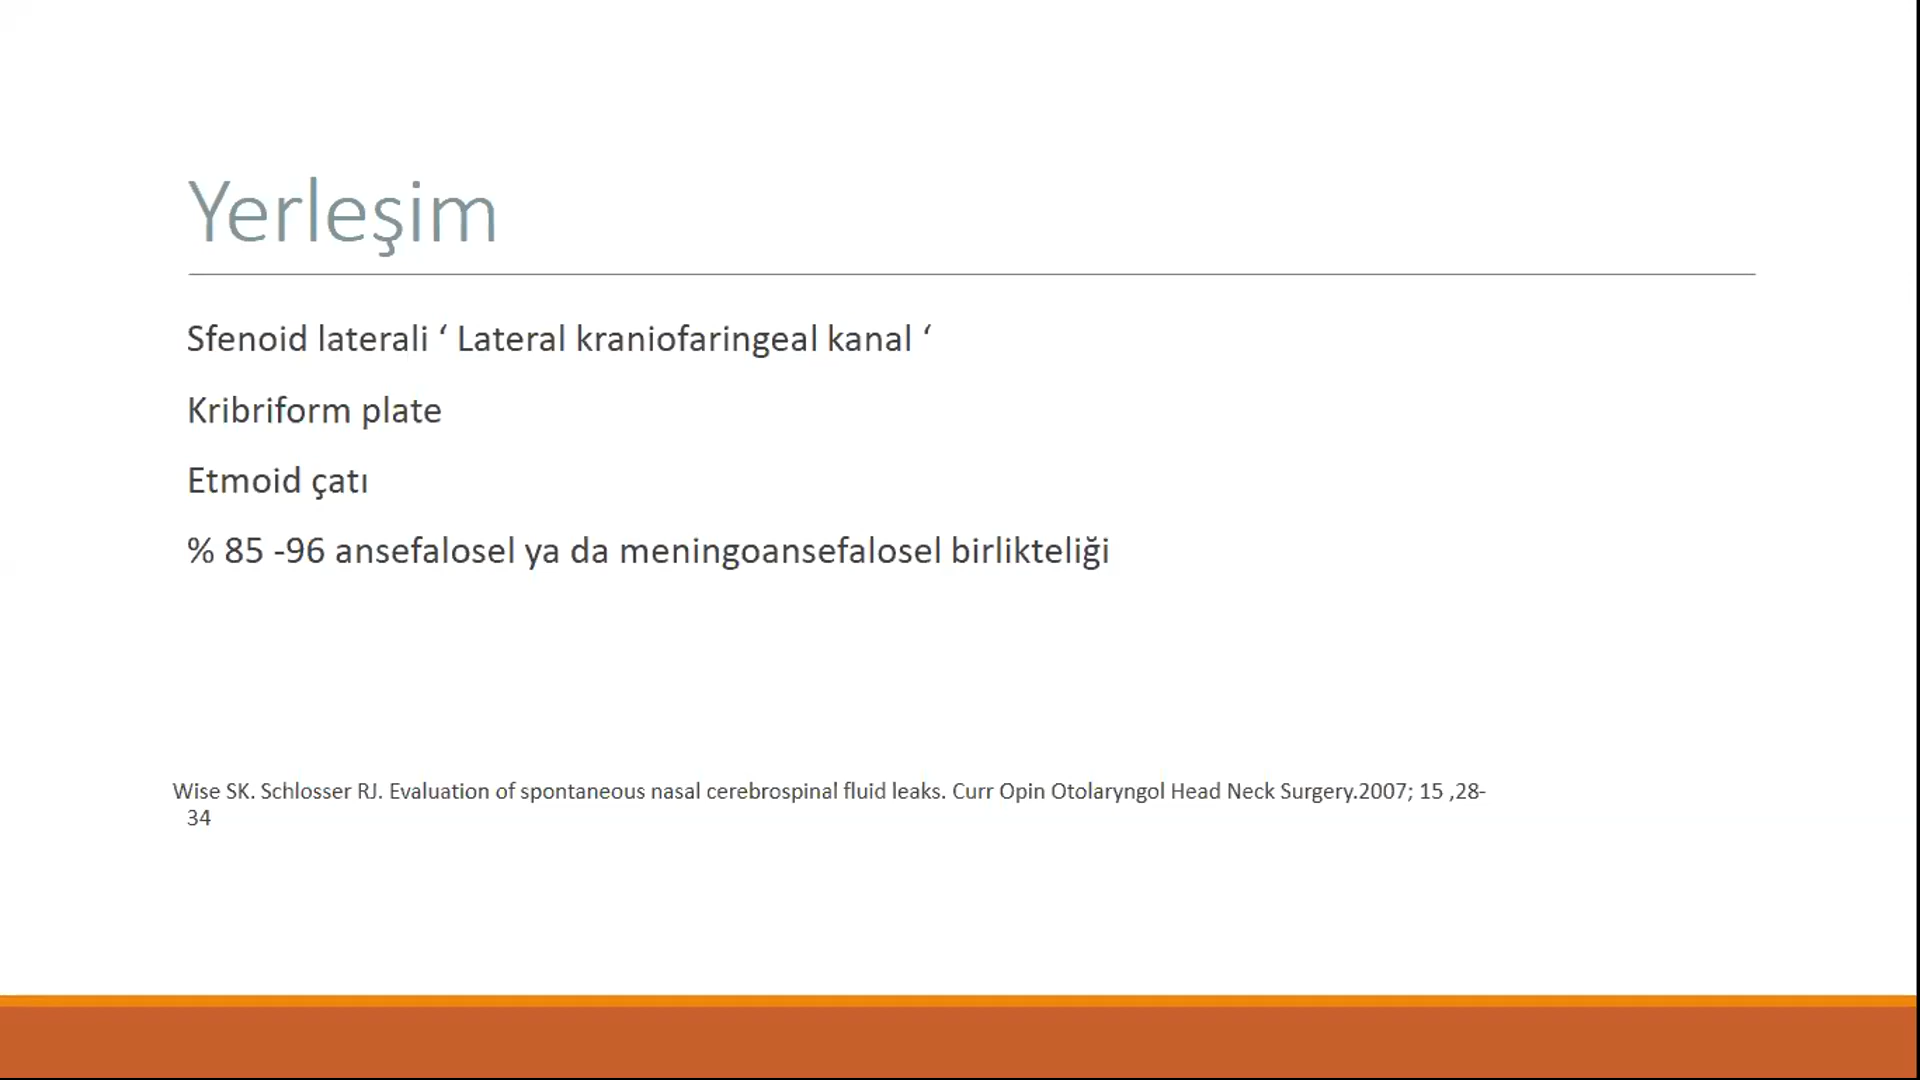 Yerleşim
Sfenoid laterali ‘ Lateral kraniofaringeal kanal ‘
Kribriform plate
Etmoid çatı
% 85 -96 ansefalosel ya da meningoansefalosel birlikteliği
Wise SK. Schlosser RJ. Evaluation of spontaneous nasal cerebrospinal fluid leaks. Curr Opin Otolaryngol Head Neck Surgery.2007; 15 ,28-
34